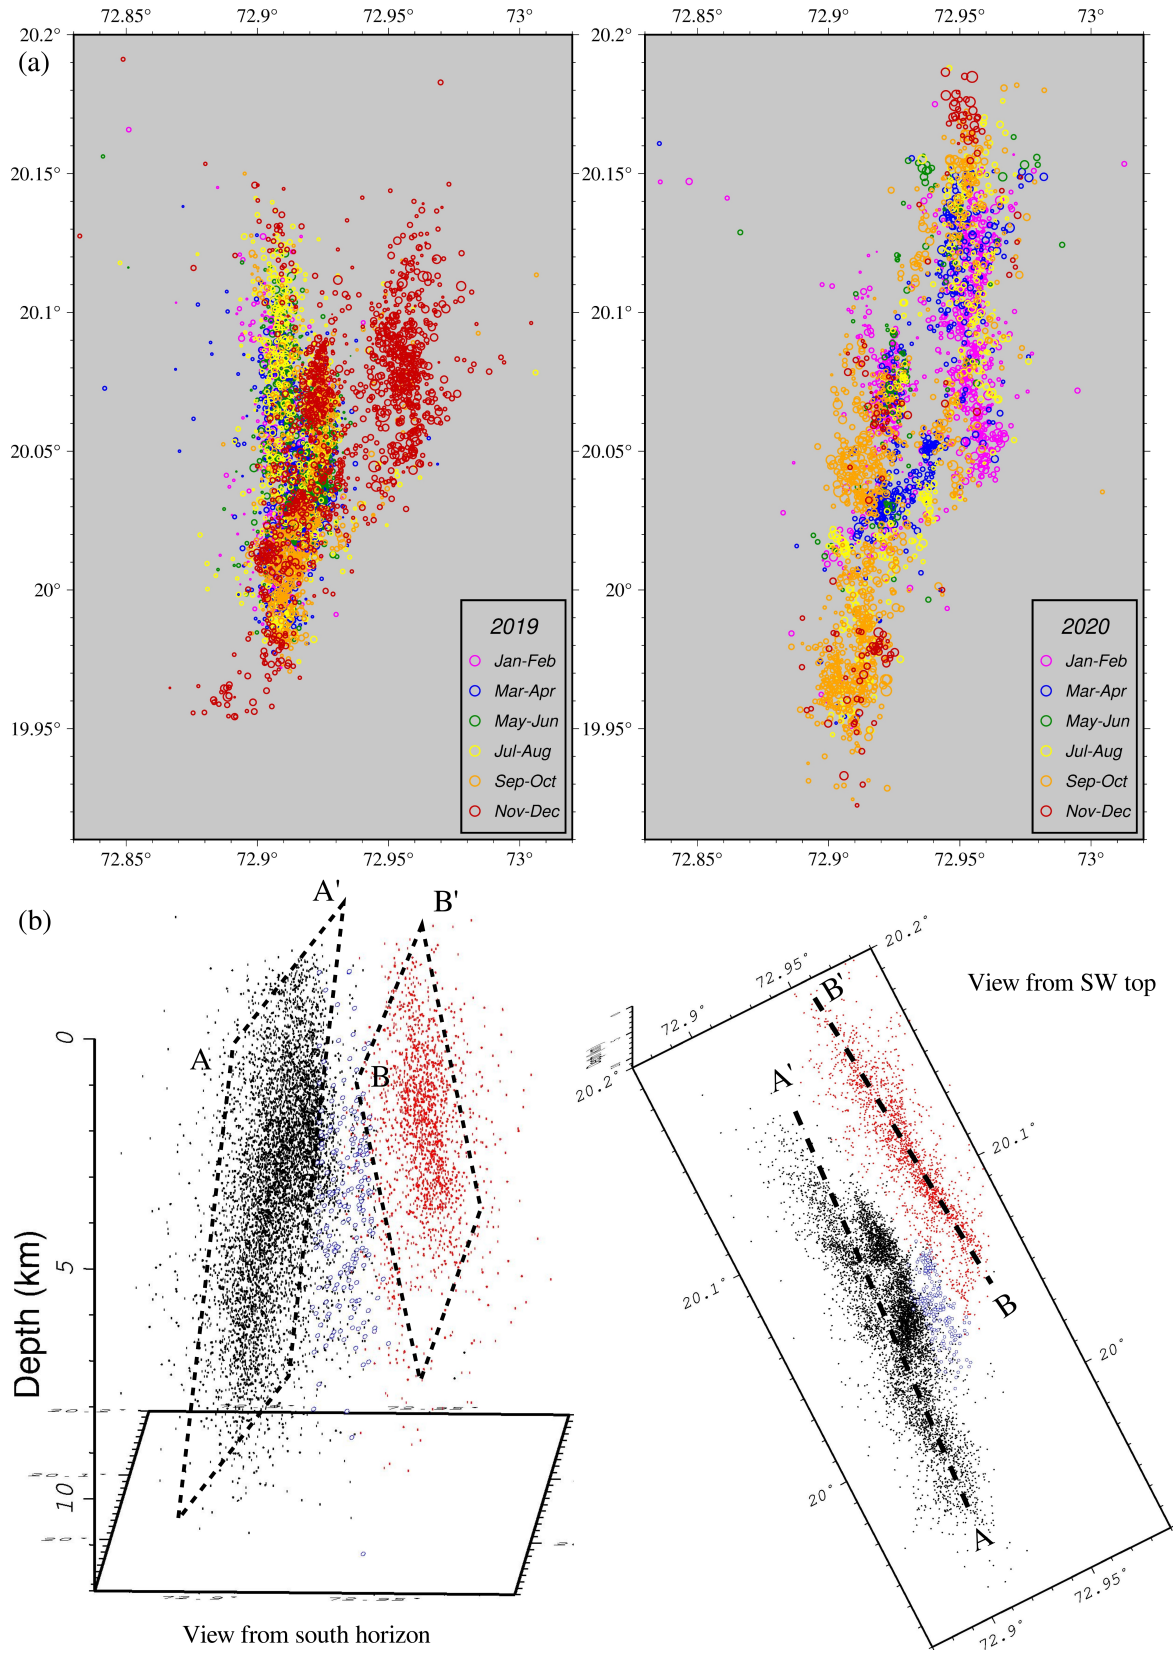 72.85° 72.9° 72.95° 73° 72.85° 72.9° 72.95° 73°
(a)
20.2° 20.2°
20.15° 20.15°
20.1° 20.1°
20.05° 20.05°
20° 20°
19.95° 19.95°
2019
Jan-Feb
Mar-Apr
May-Jun
Jul-Aug
Sep-Oct
Nov-Dec
2020
Jan-Feb
Mar-Apr
May-Jun
Jul-Aug
Sep-Oct
Nov-Dec
72.85° 72.9° 72.95° 73° 72.85° 72.9° 72.95° 73°
(b)
A' B'
A B
0
5
10
Depth (km)
72.9° 72.95°
View from south horizon
View from SW top
72.9° 72.95° 20.2°
20.2°
B'
A'
20.1°
20.1°
B
20°
20°
A
72.9° 72.95°